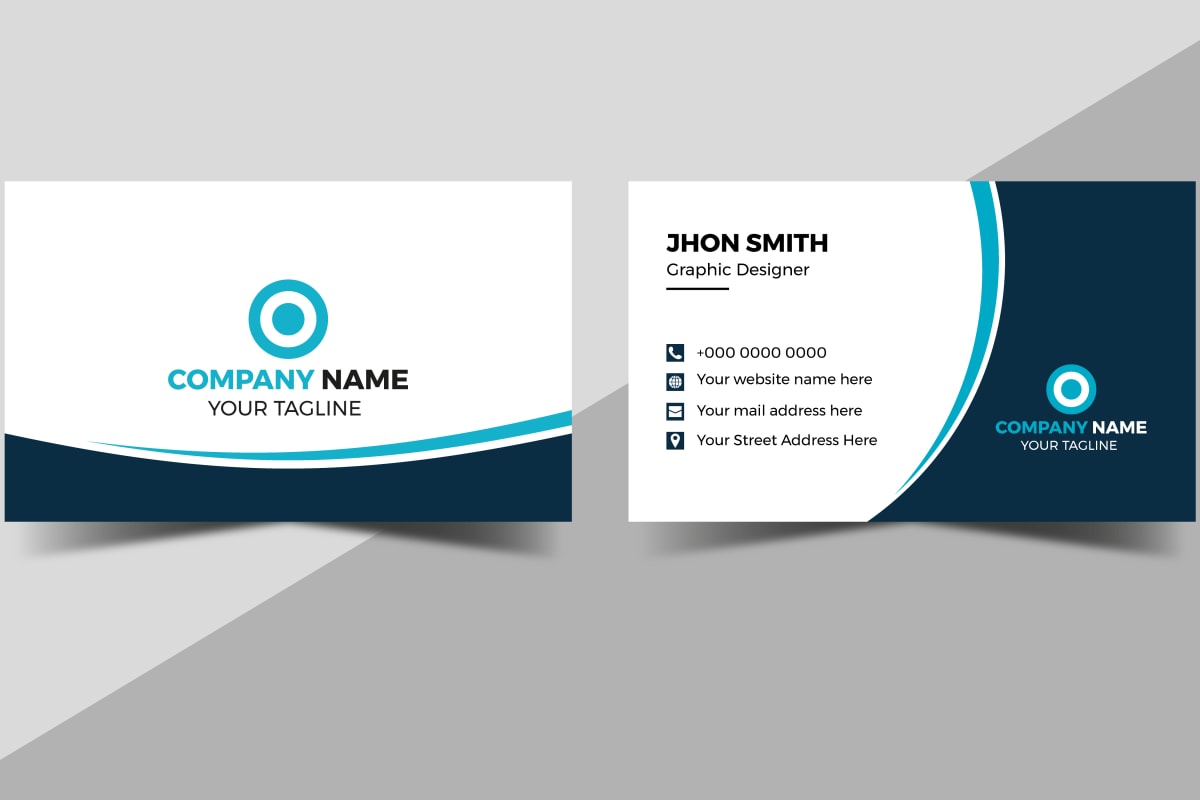 COMPANY NAME
YOUR TAGLINE
JHON SMITH
Graphic Designer
+000 0000 0000
Your website name here
Your mail address here
Your Street Address Here
COMPANY NAME
YOUR TAGLINE